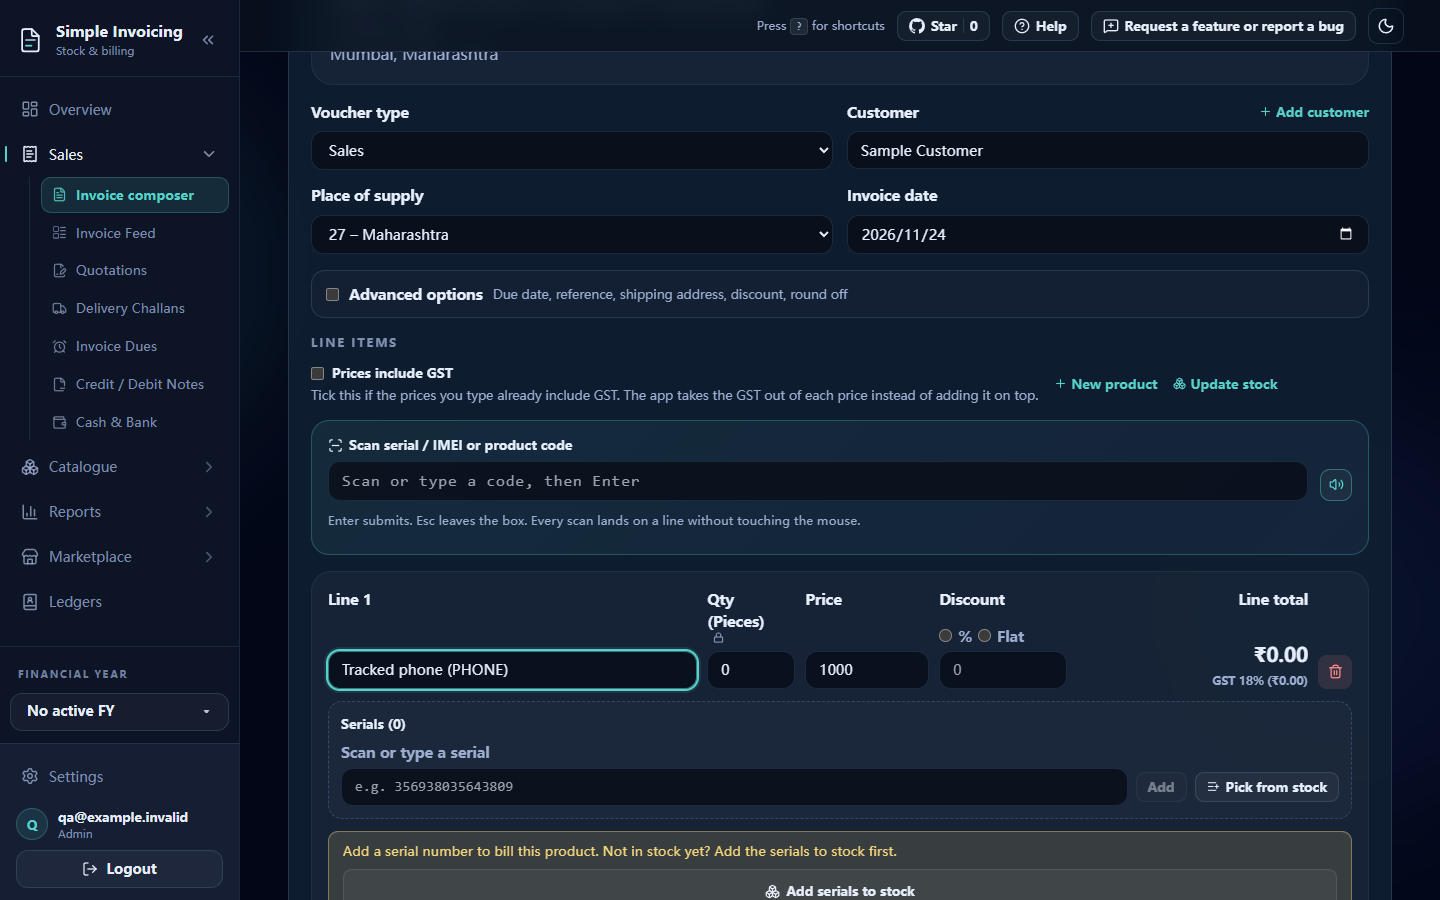 Simple Invoicing
Stock & billing
Press ? for shortcuts
Star 0
Help
Request a feature or report a bug
Overview
Sales
Invoice composer
Invoice Feed
Quotations
Delivery Challans
Invoice Dues
Credit / Debit Notes
Cash & Bank
Catalogue
Reports
Marketplace
Ledgers
FINANCIAL YEAR
No active FY
Settings
Q
qa@example.invalid
Admin
Logout
Mumbai, Maharashtra
Voucher type
Customer
+ Add customer
Sales
Sample Customer
Place of supply
Invoice date
27 – Maharashtra
2026/11/24
Advanced options Due date, reference, shipping address, discount, round off
LINE ITEMS
Prices include GST
Tick this if the prices you type already include GST. The app takes the GST out of each price instead of adding it on top.
+ New product
Update stock
Scan serial / IMEI or product code
Scan or type a code, then Enter
Enter submits. Esc leaves the box. Every scan lands on a line without touching the mouse.
Line 1
Qty (Pieces)
Price
Discount
Line total
% Flat
Tracked phone (PHONE)
0
1000
0
₹0.00
GST 18% (₹0.00)
Serials (0)
Scan or type a serial
e.g. 356938035643809
Add
Pick from stock
Add a serial number to bill this product. Not in stock yet? Add the serials to stock first.
Add serials to stock